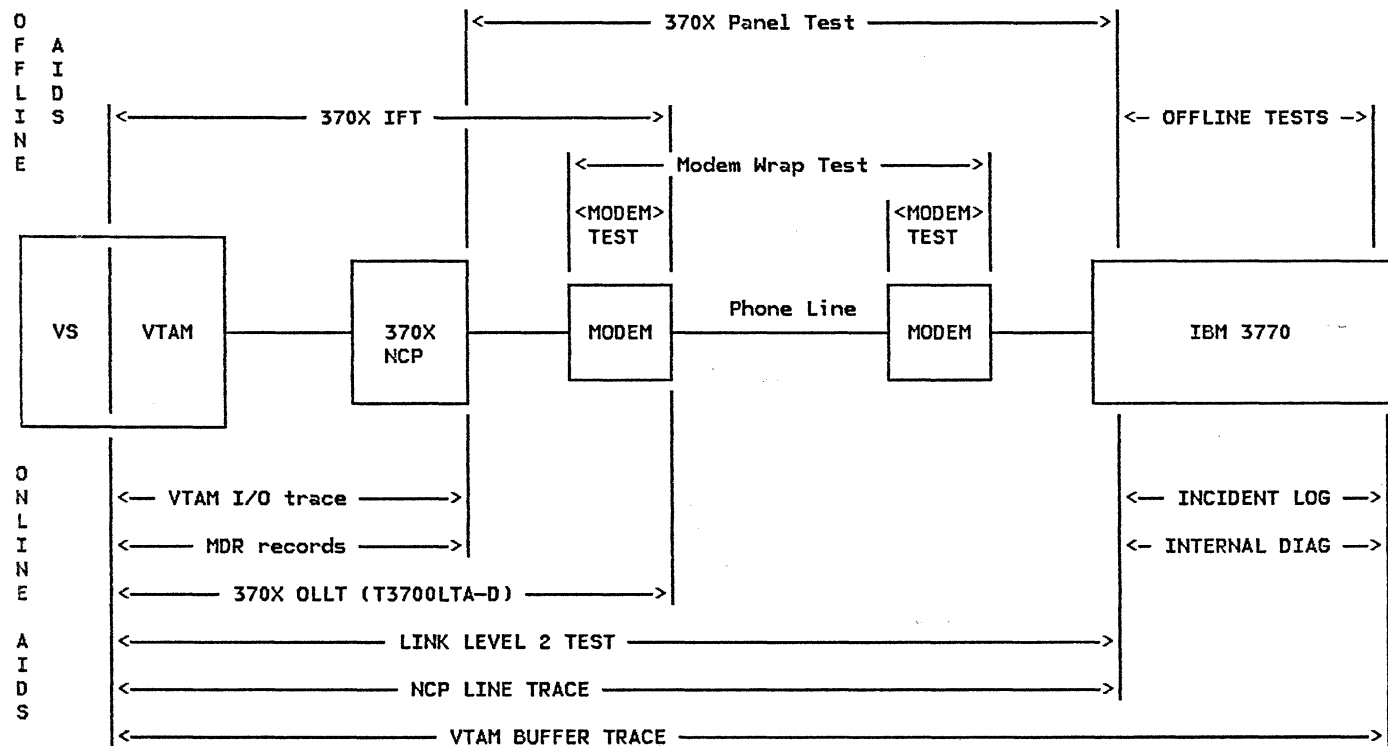 OFFLINE AIDS
370X Panel Test
370X IFT
OFFLINE TESTS
Modem Wrap Test
<MODEM> TEST
<MODEM> TEST
VS
VTAM
370X NCP
MODEM
Phone Line
MODEM
IBM 3770
ONLINE AIDS
VTAM I/O trace
INCIDENT LOG
MDR records
INTERNAL DIAG
370X OLLT (T3700LTA-D)
LINK LEVEL 2 TEST
NCP LINE TRACE
VTAM BUFFER TRACE